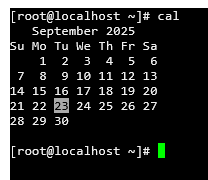 [root@localhost ~]# cal
   September 2025
Su Mo Tu We Th Fr Sa
    1  2  3  4  5  6
 7  8  9 10 11 12 13
14 15 16 17 18 19 20
21 22 23 24 25 26 27
28 29 30
[root@localhost ~]#